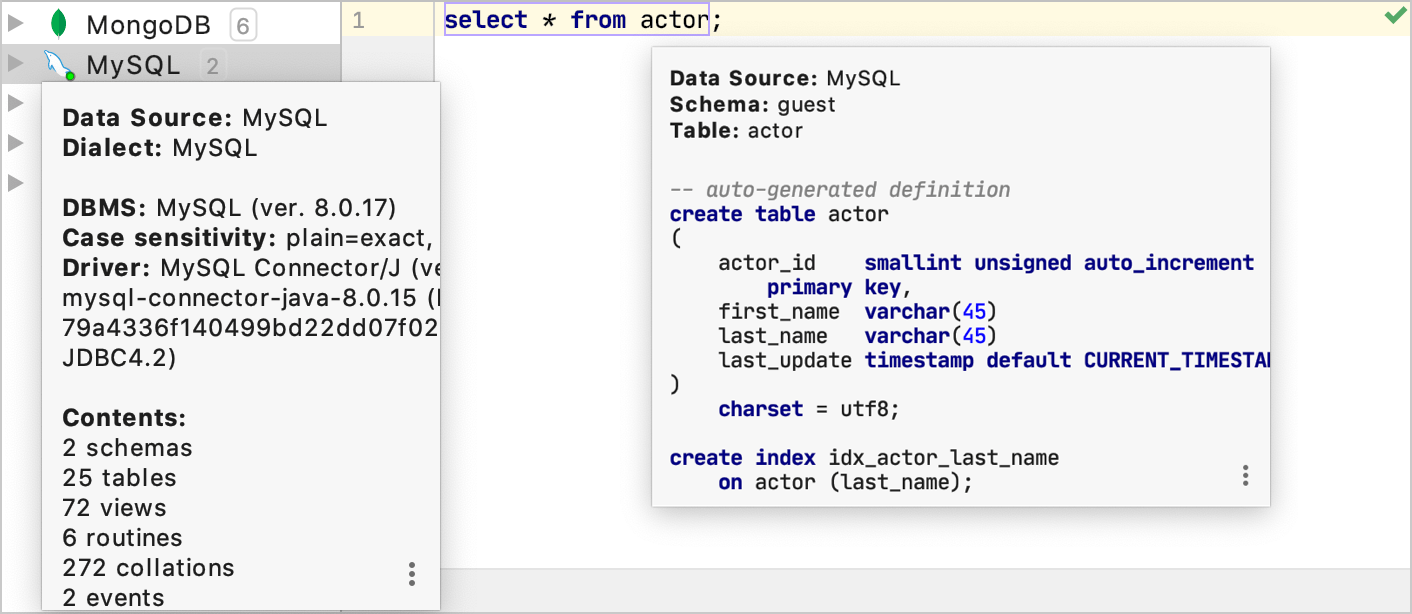 MongoDB 6
MySQL 2
Data Source: MySQL
Dialect: MySQL
DBMS: MySQL (ver. 8.0.17)
Case sensitivity: plain=exact,
Driver: MySQL Connector/J (ve
mysql-connector-java-8.0.15 (
79a4336f140499bd22dd07f02
JDBC4.2)
Contents:
2 schemas
25 tables
72 views
6 routines
272 collations
2 events
1 select * from actor;
Data Source: MySQL
Schema: guest
Table: actor
-- auto-generated definition
create table actor
(
actor_id smallint unsigned auto_increment
primary key,
first_name varchar(45)
last_name varchar(45)
last_update timestamp default CURRENT_TIMESTA
)
charset = utf8;
create index idx_actor_last_name
on actor (last_name);